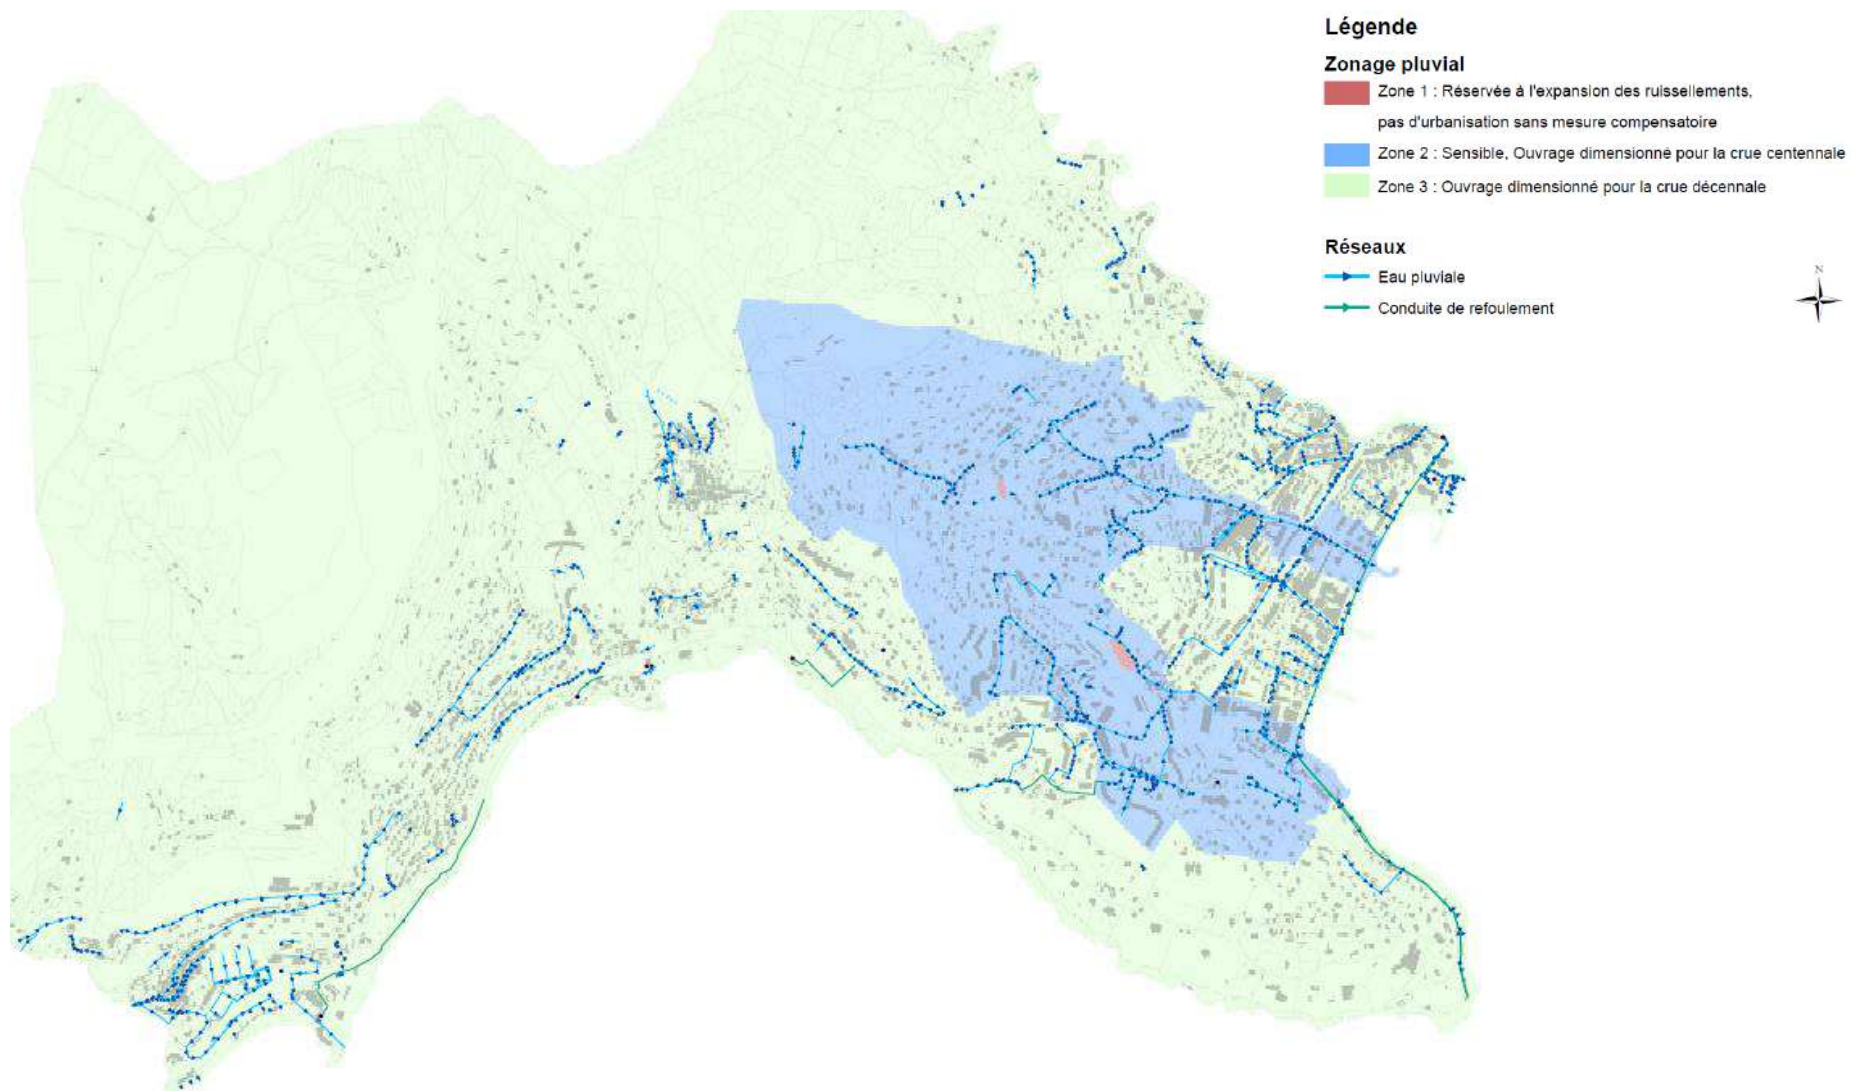 Légende
Zonage pluvial
Zone 1 : Réservée à l'expansion des ruissellements,
pas d'urbanisation sans mesure compensatoire
Zone 2 : Sensible, Ouvrage dimensionné pour la crue centennale
Zone 3 : Ouvrage dimensionné pour la crue décennale
Réseaux
Eau pluviale
N
Conduite de refoulement